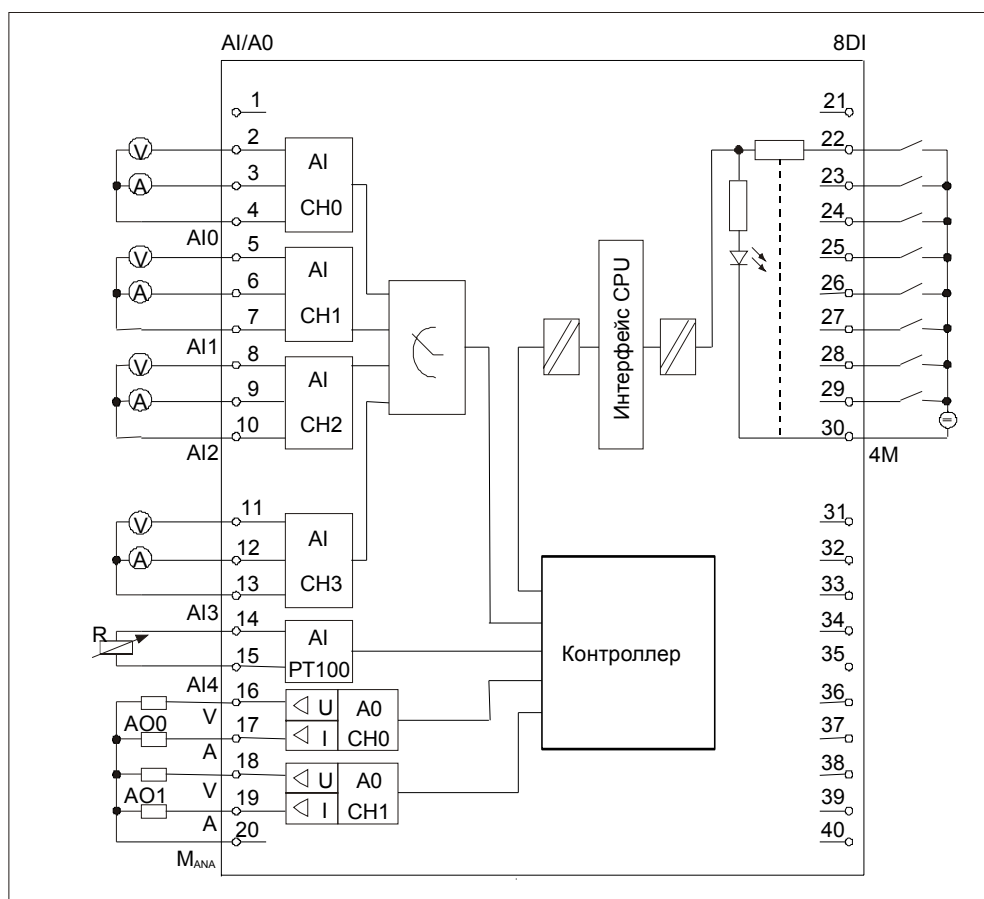 AI/A0
8DI
1
V
2
A
3
4
AI
CH0
AI0
V
5
A
6
7
AI
CH1
AI1
V
8
A
9
10
AI
CH2
AI2
V
11
A
12
13
AI
CH3
AI3
R
14
15
AI
PT100
AI4
16
V
AO0
17
A
U
I
A0
CH0
18
V
AO1
19
A
U
I
A0
CH1
20
MANA
Интерфейс CPU
Контроллер
21
22
23
24
25
26
27
28
29
30
4M
31
32
33
34
35
36
37
38
39
40